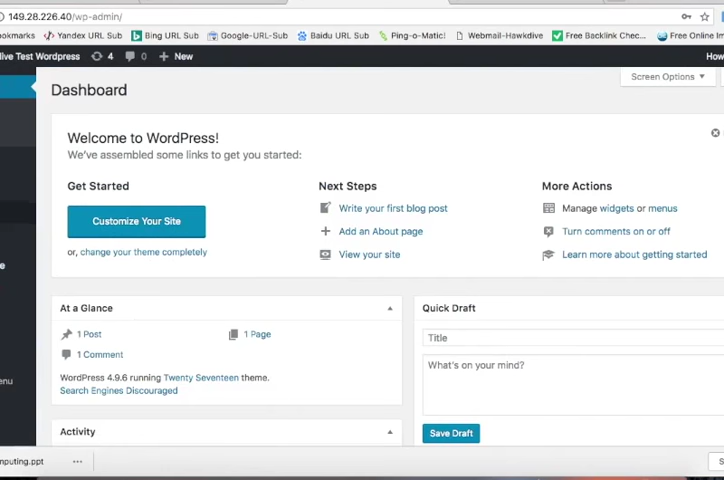 149.28.226.40/wp-admin/
okmarks Yandex URL Sub Bing URL Sub Google-URL-Sub Baidu URL Sub Ping-o-Matic! Webmail-Hawkdive Free Backlink Chec... Free Online Im
live Test Wordpress 4 0 New How
Dashboard Screen Options
Welcome to WordPress!
We've assembled some links to get you started:
Get Started Next Steps More Actions
Customize Your Site Write your first blog post Manage widgets or menus
Add an About page Turn comments on or off
or, change your theme completely View your site Learn more about getting started
At a Glance Quick Draft
1 Post 1 Page Title
1 Comment What's on your mind?
WordPress 4.9.6 running Twenty Seventeen theme.
Search Engines Discouraged
enu
Activity Save Draft
nputing.ppt